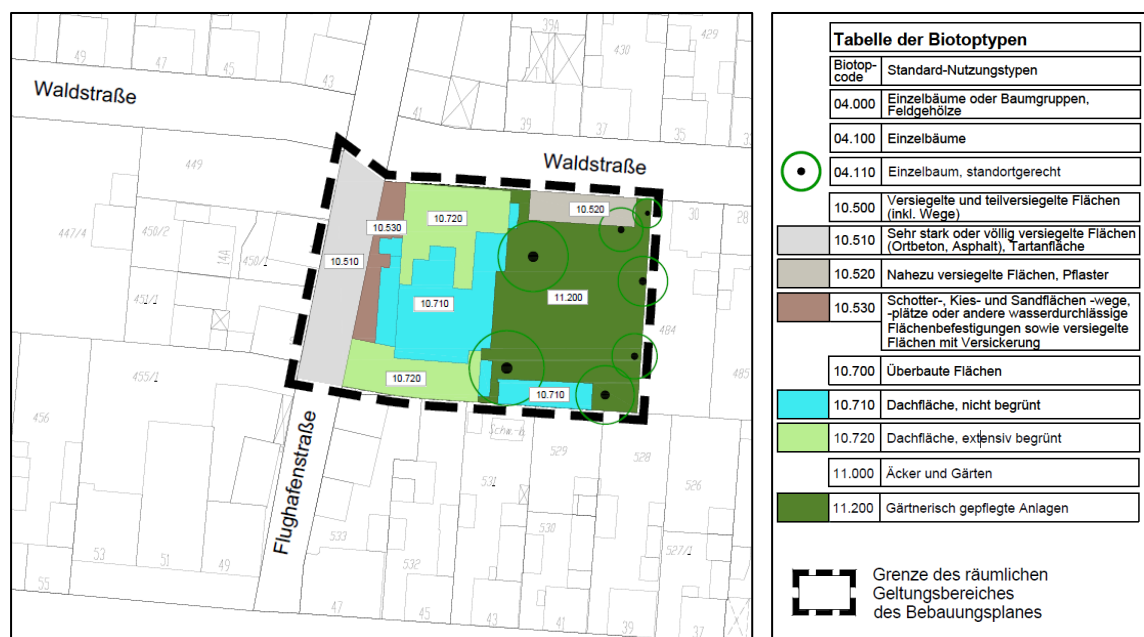 39A
430
429
49
47
45
43
41
39
37
35
33
Waldstraße
Waldstraße
449
30
28
10.720
10.520
10.530
447/4
450/2
14A
450/1
10.510
10.710
11.200
451/1
484
455/1
485
10.720
10.710
456
Flughafenstraße
529
528
531
526
530
533
532
527/1
53
51
49
55
47
45
43
41
39
37
Tabelle der Biotoptypen
Biotop-
code
Standard-Nutzungstypen
04.000
Einzelbäume oder Baumgruppen,
Feldgehölze
04.100
Einzelbäume
04.110
Einzelbaum, standortgerecht
10.500
Versiegelte und teilversiegelte Flächen
(inkl. Wege)
10.510
Sehr stark oder völlig versiegelte Flächen
(Ortbeton, Asphalt), Tartanfläche
10.520
Nahezu versiegelte Flächen, Pflaster
10.530
Schotter-, Kies- und Sandflächen -wege,
-plätze oder andere wasserdurchlässige
Flächenbefestigungen sowie versiegelte
Flächen mit Versickerung
10.700
Überbaute Flächen
10.710
Dachfläche, nicht begrünt
10.720
Dachfläche, extensiv begrünt
11.000
Äcker und Gärten
11.200
Gärtnerisch gepflegte Anlagen
Grenze des räumlichen
Geltungsbereiches
des Bebauungsplanes